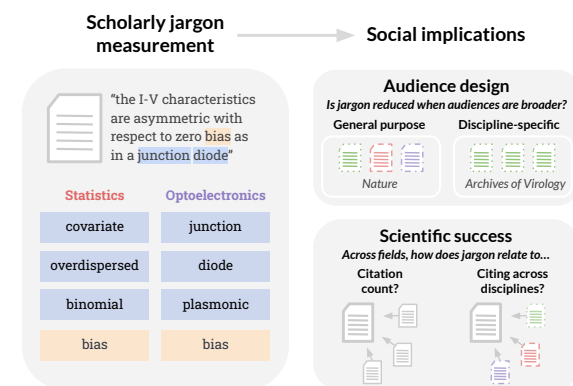 Scholarly jargon
measurement
Social implications
“the I-V characteristics
are asymmetric with
respect to zero bias as
in a junction diode”
Statistics
Optoelectronics
covariate
junction
overdispersed
diode
binomial
plasmonic
bias
bias
Audience design
Is jargon reduced when audiences are broader?
General purpose
Discipline-specific
Nature
Archives of Virology
Scientific success
Across fields, how does jargon relate to...
Citation
count?
Citing across
disciplines?